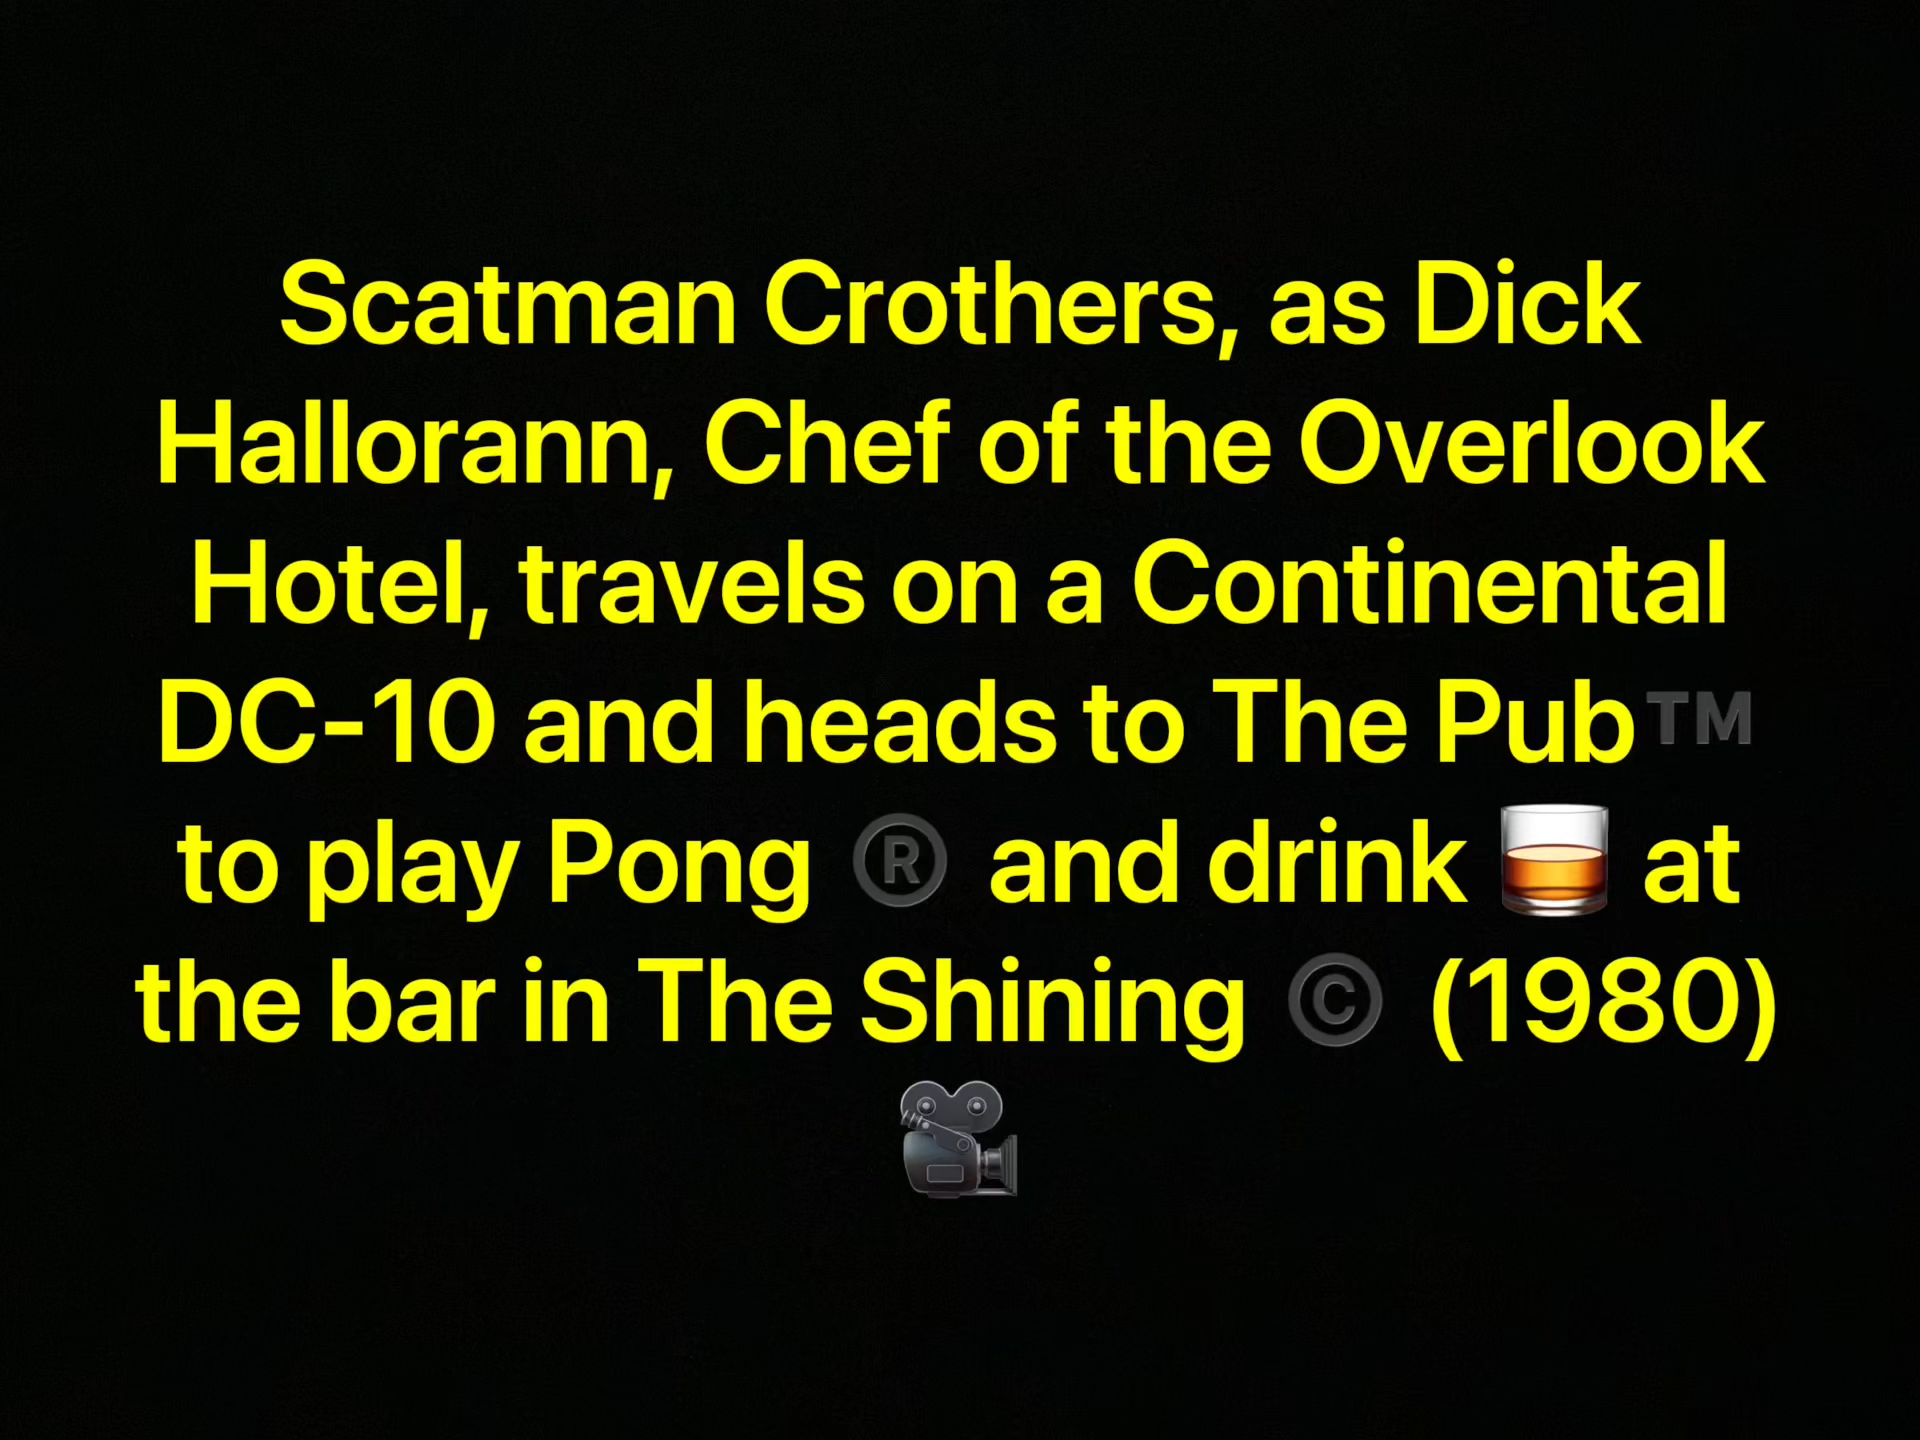 Scatman Crothers, as Dick
Hallorann, Chef of the Overlook
Hotel, travels on a Continental
DC-10 and heads to The Pub™️
to play Pong ®️ and drink 🥃 at
the bar in The Shining ©️ (1980)
🎥